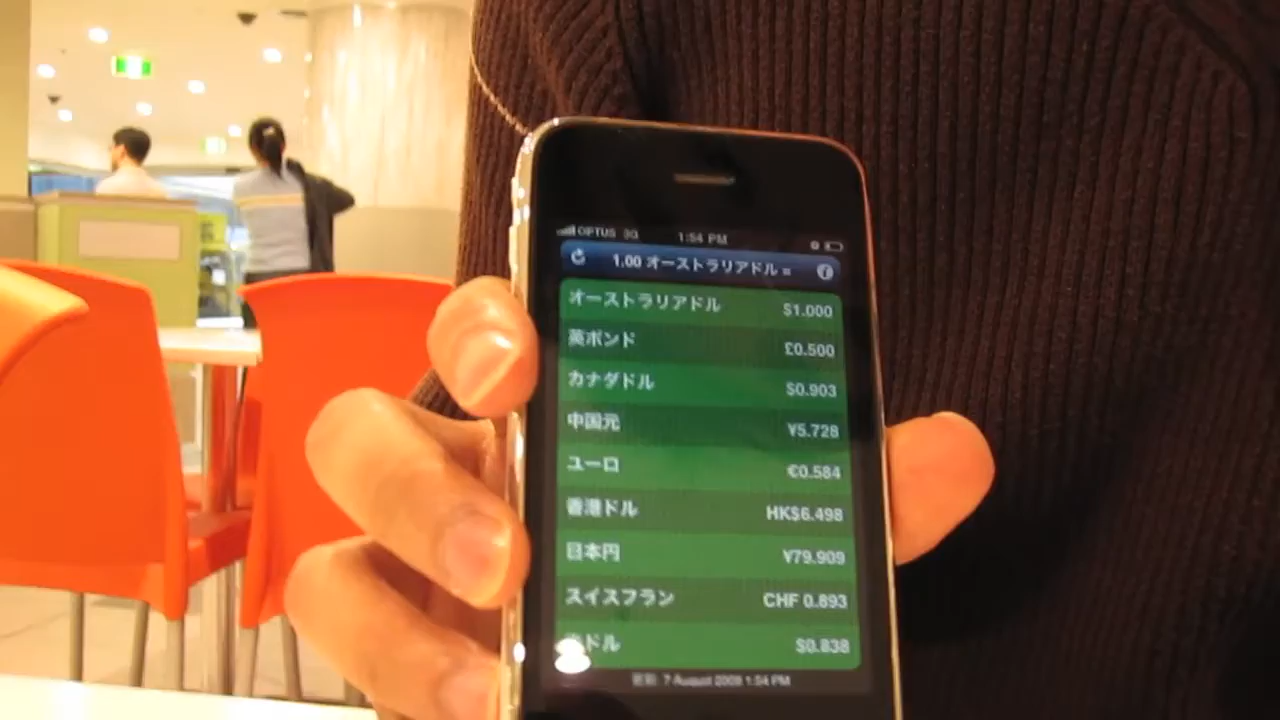 OPTUS 3G 1:54 PM
1.00 オーストラリアドル =
オーストラリアドル $1.000
英ポンド £0.500
カナダドル $0.903
中国元 ¥5.728
ユーロ €0.584
香港ドル HK$6.498
日本円 ¥79.909
スイスフラン CHF 0.893
ドル $0.838
7 August 2009 1:54 PM